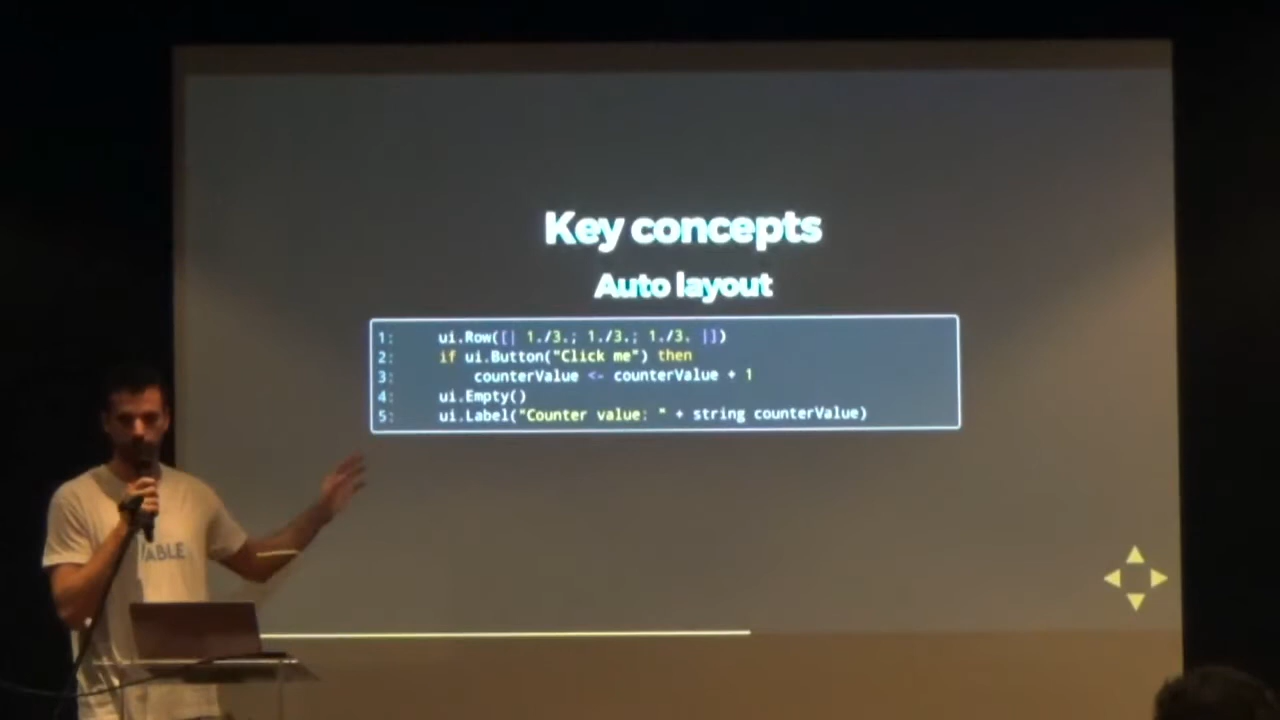 Key concepts
Auto layout
1: ui.Row([| 1./3.; 1./3.; 1./3. |])
2: if ui.Button("Click me") then
3: counterValue <- counterValue + 1
4: ui.Empty()
5: ui.Label("Counter value: " + string counterValue)
ABLE